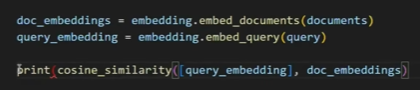 doc_embeddings = embedding.embed_documents(documents)
query_embedding = embedding.embed_query(query)
print(cosine_similarity([query_embedding], doc_embeddings)